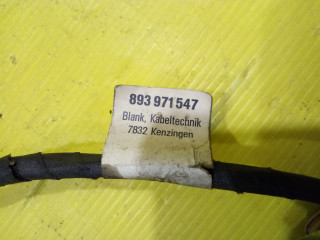 893 971 547
Blank, Kabeltechnik
7832 Kenzingen